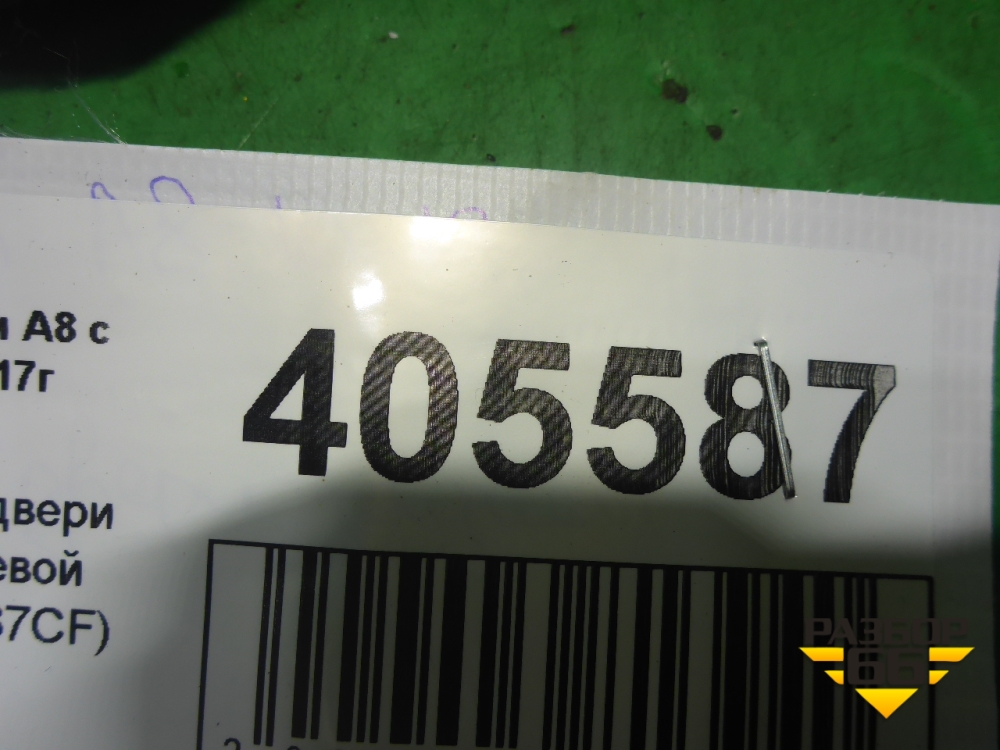 А8 с
405587
17г
двери
евой
37CF)
РАЗБОР
66